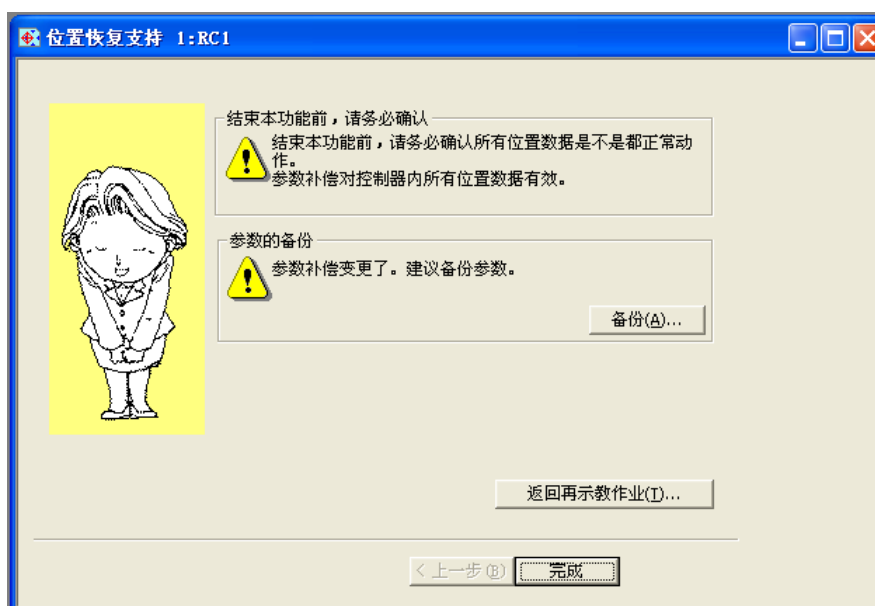 位置恢复支持 1:RC1
结束本功能前，请务必确认
结束本功能前，请务必确认所有位置数据是不是都正常动
作。
参数补偿对控制器内所有位置数据有效。
参数的备份
参数补偿变更了。建议备份参数。
备份(A)...
返回再示教作业(T)...
< 上一步(B)
完成